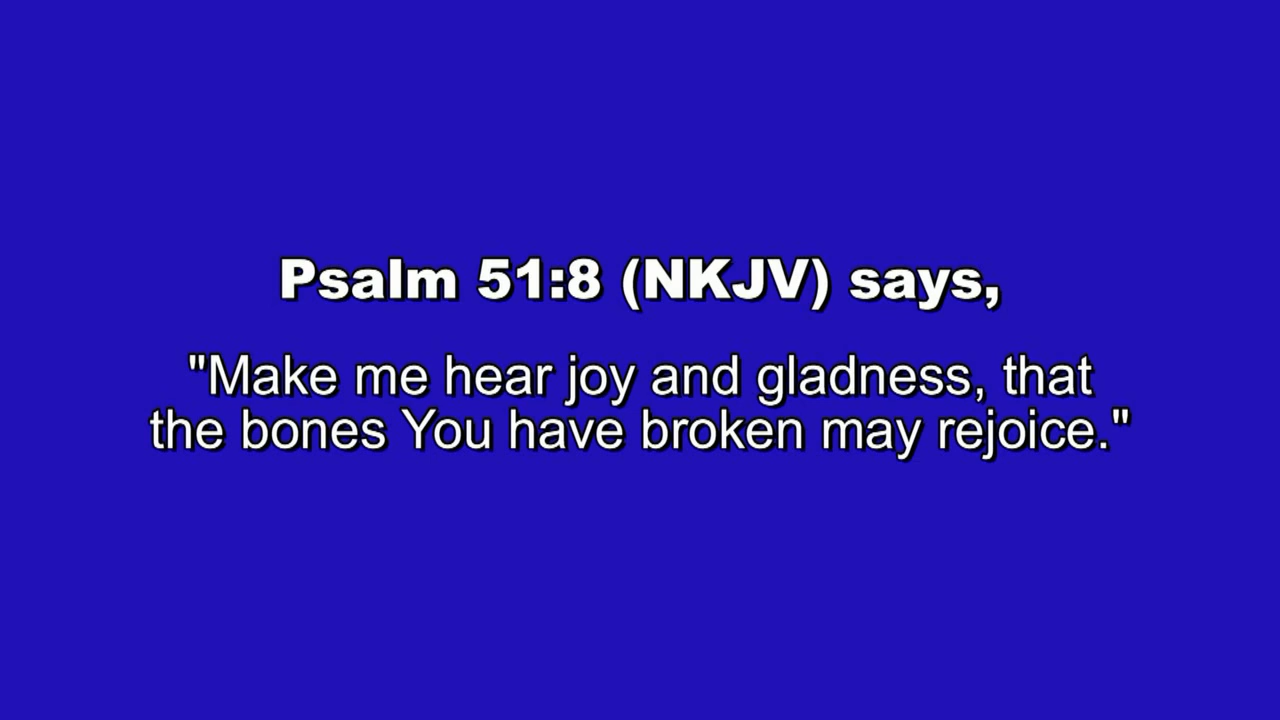 Psalm 51:8 (NKJV) says,
"Make me hear joy and gladness, that
the bones You have broken may rejoice."